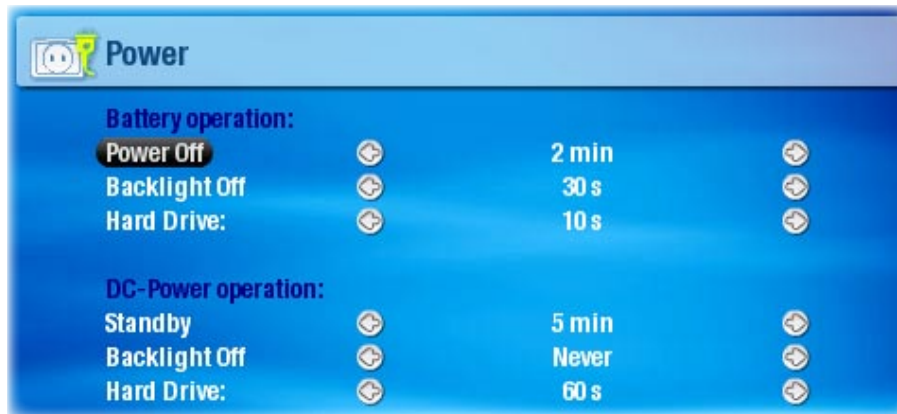 Power
Battery operation:
Power Off 2 min
Backlight Off 30 s
Hard Drive: 10 s
DC-Power operation:
Standby 5 min
Backlight Off Never
Hard Drive: 60 s